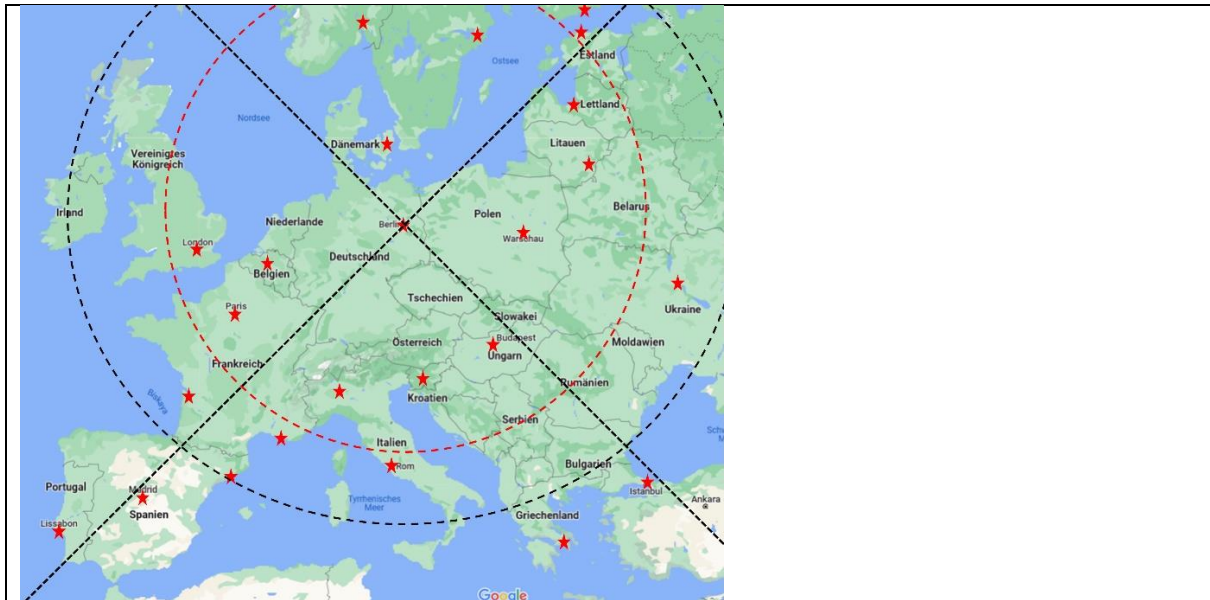 Estland
Ostsee
Lettland
Nordsee
Dänemark
Litauen
Vereinigtes
Königreich
Belarus
Irland
Polen
Niederlande
Berlin
Warschau
London
Deutschland
Belgien
Tschechien
Paris
Ukraine
Slowakei
Budapest
Österreich
Moldawien
Ungarn
Frankreich
Rumänien
Kroatien
Biskaya
Serbien
Italien
Rom
Bulgarien
Portugal
Madrid
Istanbul
Ankara
Tyrrhenisches
Meer
Spanien
Griechenland
Lissabon
Google